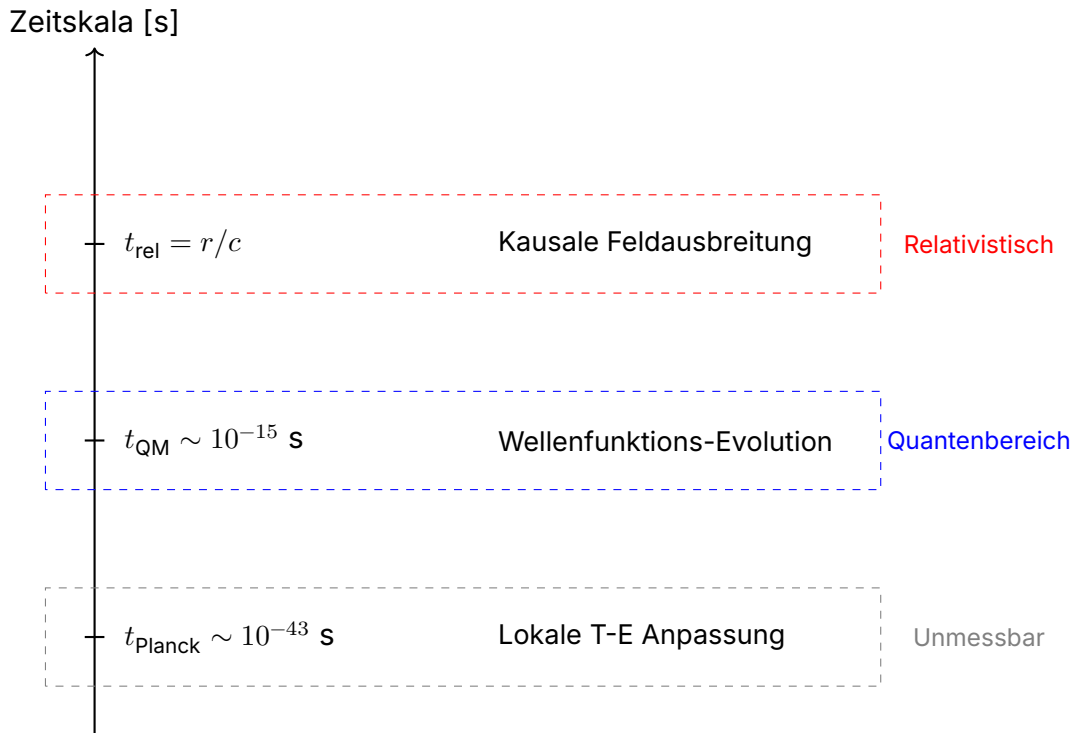 Zeitskala [s]
t_rel = r/c Kausale Feldausbreitung Relativistisch
t_QM ∼ 10^−15 s Wellenfunktions-Evolution Quantenbereich
t_Planck ∼ 10^−43 s Lokale T-E Anpassung Unmessbar